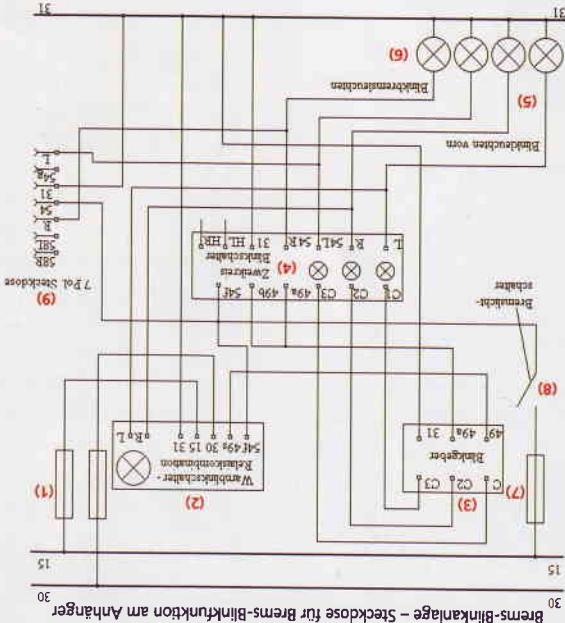 Brems-Blinkanlage – Steckdose für Brems-Blinkfunktion am Anhänger
30
30
15
15
(7)
(3)
C C2 C3
Blinkgeber
49 49a 31
(2)
Warnblinkschalter-
Relaiskombination
54F 49a 30 15 31 R L
(1)
(8)
Bremslicht-
schalter
C1 C2 C3 49a 49b 54F
(4)
Zweikreis
Blinkschalter
L R 54L 54R 31 HL HR
(9)
7 Pol. Steckdose
58R
58L
R
54
31
54g
L
Blinkleuchten vorn
(5)
Blinkbremsleuchten
(6)
31
31